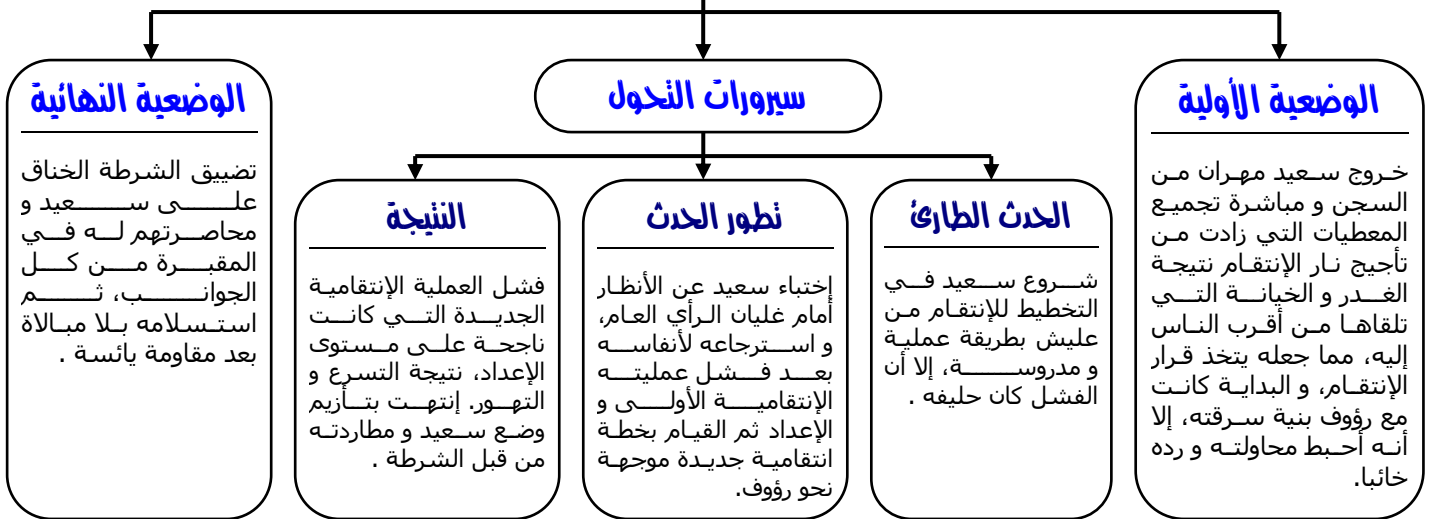 الوضعية الأولية
خروج سعيد مهران من
السجن و مباشرة تجميع
المعطيات التي زادت من
تأجيج نار الإنتقام نتيجة
الغدر و الخيانة التي
تلقاها من أقرب الناس
إليه، مما جعله يتخذ قرار
الإنتقام، و البداية كانت
مع رؤوف بنية سرقته، إلا
أنه أحبط محاولته و رده
خائبا.
سيرورات التحول
الحدث الطارئ
شروع سعيد في
التخطيط للإنتقام من
عليش بطريقة عملية
و مدروسة، إلا أن
الفشل كان حليفه .
تطور الحدث
إختباء سعيد عن الأنظار
أمام غليان الرأي العام،
و استرجاعه لأنفاسه
بعد فشل عمليته
الإنتقامية الأولى و
الإعداد ثم القيام بخطة
انتقامية جديدة موجهة
نحو رؤوف.
النتيجة
فشل العملية الإنتقامية
الجديدة التي كانت
ناجحة على مستوى
الإعداد، نتيجة التسرع و
التهور. إنتهت بتأزيم
وضع سعيد و مطاردته
من قبل الشرطة .
الوضعية النهائية
تضييق الشرطة الخناق
على سعيد و
محاصرتهم له في
المقبرة من كل
الجوانب، ثم
استسلامه بلا مبالاة
بعد مقاومة يائسة .